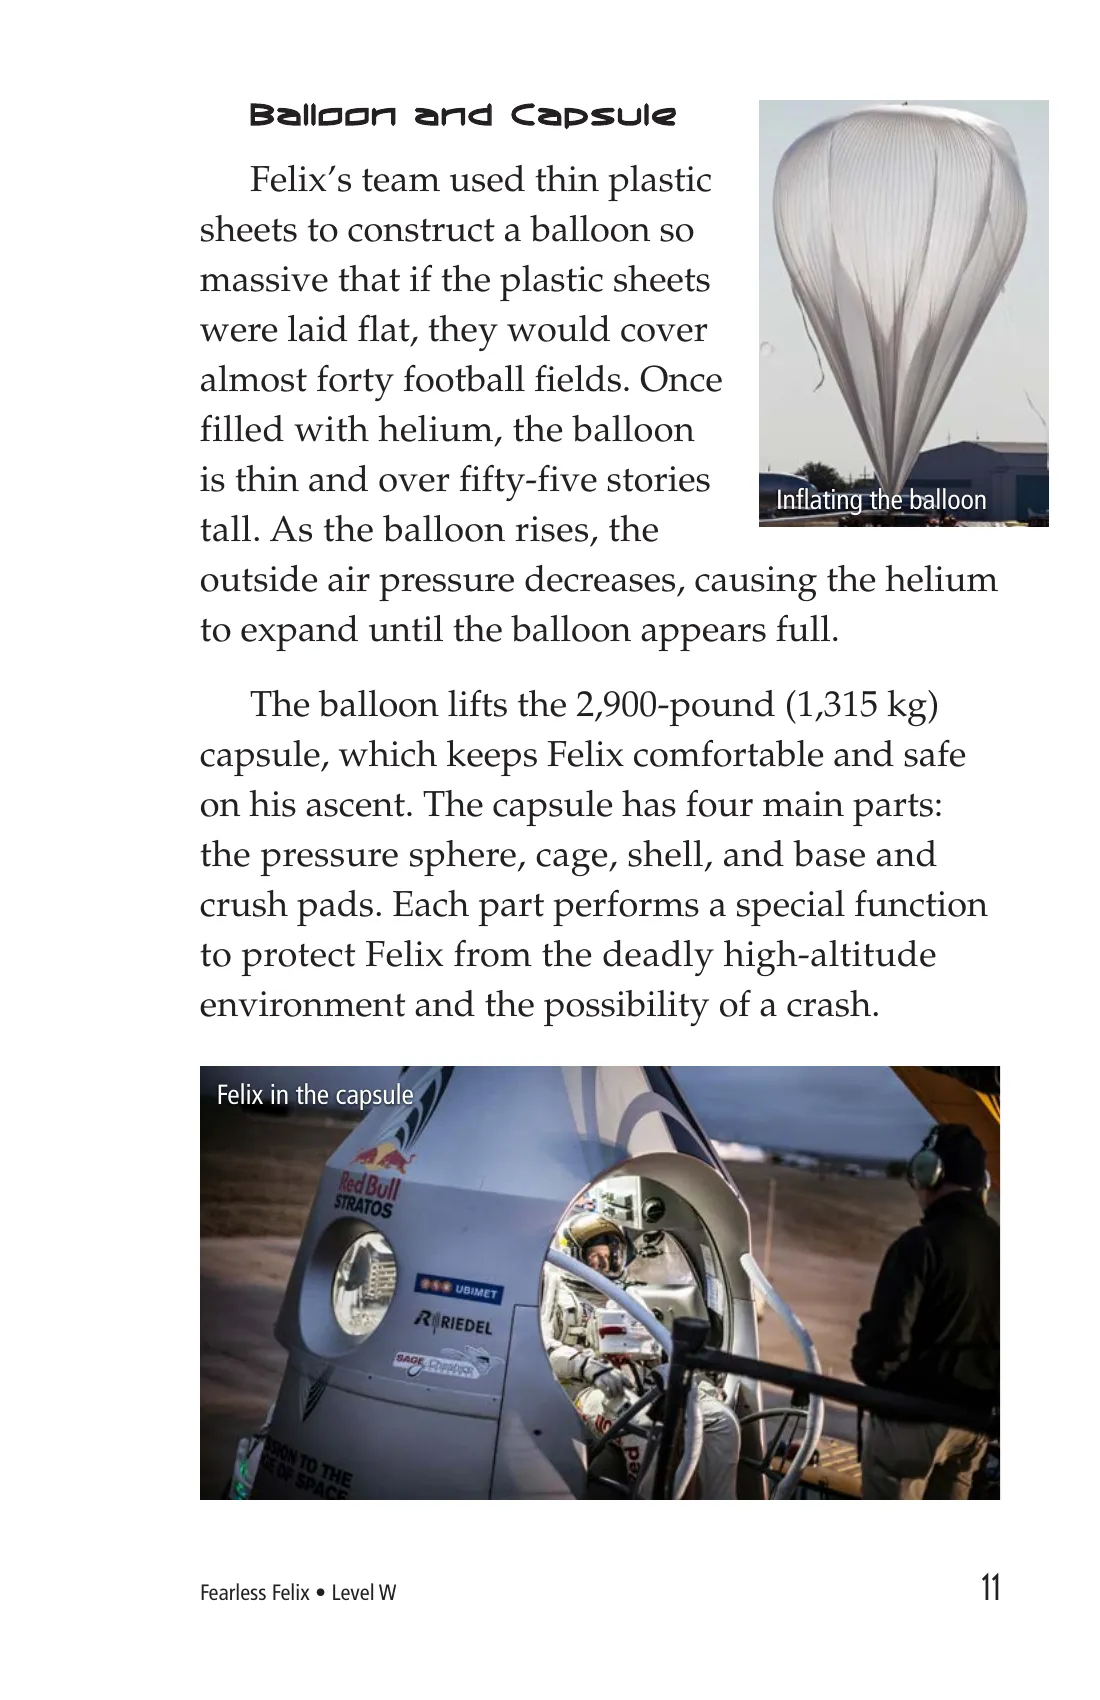 Balloon and Capsule
Felix’s team used thin plastic
sheets to construct a balloon so
massive that if the plastic sheets
were laid flat, they would cover
almost forty football fields. Once
filled with helium, the balloon
is thin and over fifty-five stories
tall. As the balloon rises, the
outside air pressure decreases, causing the helium
to expand until the balloon appears full.
Inflating the balloon
The balloon lifts the 2,900-pound (1,315 kg)
capsule, which keeps Felix comfortable and safe
on his ascent. The capsule has four main parts:
the pressure sphere, cage, shell, and base and
crush pads. Each part performs a special function
to protect Felix from the deadly high-altitude
environment and the possibility of a crash.
Felix in the capsule
Red Bull
STRATOS
UBIMET
RIEDEL
SAGE
TO THE
OF SPACE
Fearless Felix • Level W
11